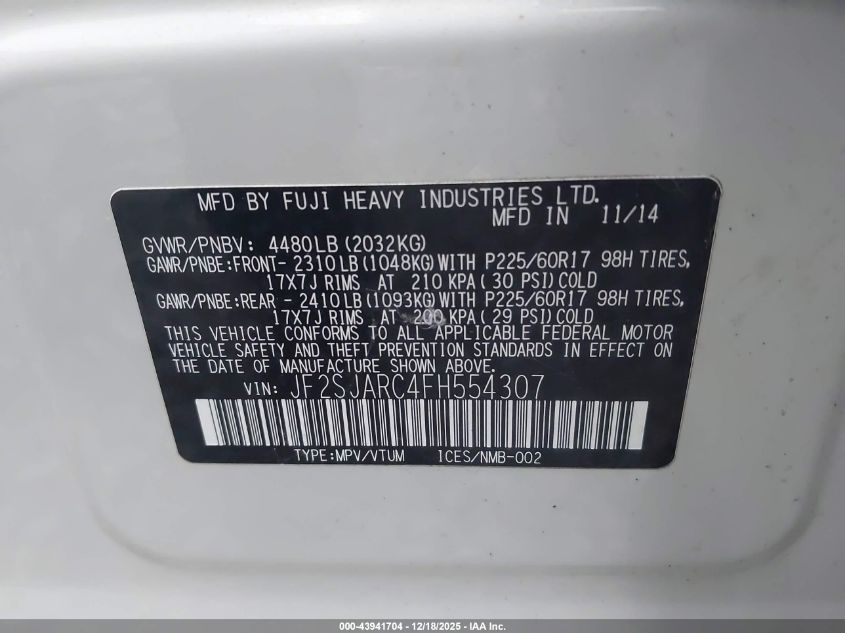 MFD BY FUJI HEAVY INDUSTRIES LTD.
MFD IN 11/14
GVWR/PNBV: 4480LB(2032KG)
GAWR/PNBE:FRONT-2310LB(1048KG)WITH P225/60R17 98H TIRES,
17X7J RIMS AT 210 KPA(30 PSI)COLD
GAWR/PNBE:REAR -2410LB(1093KG)WITH P225/60R17 98H TIRES,
17X7J RIMS AT 200 KPA(29 PSI)COLD
THIS VEHICLE CONFORMS TO ALL APPLICABLE FEDERAL MOTOR
VEHICLE SAFETY AND THEFT PREVENTION STANDARDS IN EFFECT ON
THE DATE OF MANUFACTURE SHOWN ABOVE.
VIN: JF2SJARC4FH554307
TYPE:MPV/VTUM ICES/NMB-002
000-43941704 - 12/18/2025 - IAA Inc.